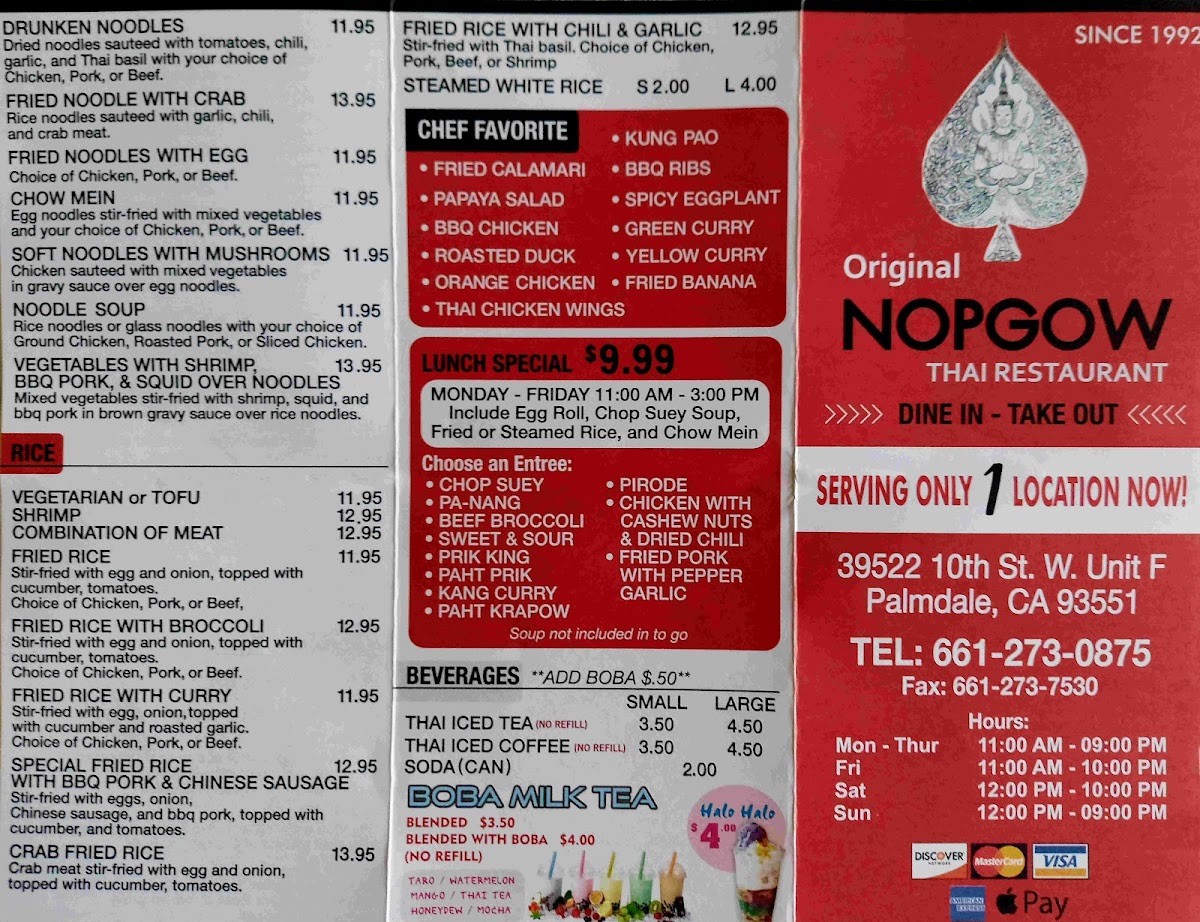 DRUNKEN NOODLES 11.95
Dried noodles sauteed with tomatoes, chili,
garlic, and Thai basil with your choice of
Chicken, Pork, or Beef.
FRIED NOODLE WITH CRAB 13.95
Rice noodles sauteed with garlic, chili,
and crab meat.
FRIED NOODLES WITH EGG 11.95
Choice of Chicken, Pork, or Beef.
CHOW MEIN 11.95
Egg noodles stir-fried with mixed vegetables
and your choice of Chicken, Pork, or Beef.
SOFT NOODLES WITH MUSHROOMS 11.95
Chicken sauteed with mixed vegetables
in gravy sauce over egg noodles.
NOODLE SOUP 11.95
Rice noodles or glass noodles with your choice of
Ground Chicken, Roasted Pork, or Sliced Chicken.
VEGETABLES WITH SHRIMP, 13.95
BBQ PORK, & SQUID OVER NOODLES
Mixed vegetables stir-fried with shrimp, squid, and
bbq pork in brown gravy sauce over rice noodles.
RICE
VEGETARIAN or TOFU 11.95
SHRIMP 12.95
COMBINATION OF MEAT 12.95
FRIED RICE 11.95
Stir-fried with egg and onion, topped with
cucumber, tomatoes.
Choice of Chicken, Pork, or Beef,
FRIED RICE WITH BROCCOLI 12.95
Stir-fried with egg and onion, topped with
cucumber, tomatoes.
Choice of Chicken, Pork, or Beef.
FRIED RICE WITH CURRY 11.95
Stir-fried with egg, onion,topped
with cucumber and roasted garlic.
Choice of Chicken, Pork, or Beef.
SPECIAL FRIED RICE 12.95
WITH BBQ PORK & CHINESE SAUSAGE
Stir-fried with eggs, onion,
Chinese sausage, and bbq pork, topped with
cucumber, and tomatoes.
CRAB FRIED RICE 13.95
Crab meat stir-fried with egg and onion,
topped with cucumber, tomatoes.
FRIED RICE WITH CHILI & GARLIC 12.95
Stir-fried with Thai basil. Choice of Chicken,
Pork, Beef, or Shrimp
STEAMED WHITE RICE S 2.00 L 4.00
CHEF FAVORITE
• FRIED CALAMARI
• PAPAYA SALAD
• BBQ CHICKEN
• ROASTED DUCK
• ORANGE CHICKEN
• THAI CHICKEN WINGS
• KUNG PAO
• BBQ RIBS
• SPICY EGGPLANT
• GREEN CURRY
• YELLOW CURRY
• FRIED BANANA
LUNCH SPECIAL $9.99
MONDAY - FRIDAY 11:00 AM - 3:00 PM
Include Egg Roll, Chop Suey Soup,
Fried or Steamed Rice, and Chow Mein
Choose an Entree:
• CHOP SUEY
• PA-NANG
• BEEF BROCCOLI
• SWEET & SOUR
• PRIK KING
• PAHT PRIK
• KANG CURRY
• PAHT KRAPOW
• PIRODE
• CHICKEN WITH
CASHEW NUTS
& DRIED CHILI
• FRIED PORK
WITH PEPPER
GARLIC
Soup not included in to go
BEVERAGES **ADD BOBA $.50**
SMALL LARGE
THAI ICED TEA (NO REFILL) 3.50 4.50
THAI ICED COFFEE (NO REFILL) 3.50 4.50
SODA (CAN) 2.00
BOBA MILK TEA
BLENDED $3.50
BLENDED WITH BOBA $4.00
(NO REFILL)
TARO / WATERMELON
MANGO / THAI TEA
HONEYDEW / MOCHA
Halo Halo
$4.00
SINCE 1992
Original
NOPGOW
THAI RESTAURANT
>>>>> DINE IN - TAKE OUT <<<<<
SERVING ONLY 1 LOCATION NOW!
39522 10th St. W. Unit F
Palmdale, CA 93551
TEL: 661-273-0875
Fax: 661-273-7530
Hours:
Mon - Thur 11:00 AM - 09:00 PM
Fri 11:00 AM - 10:00 PM
Sat 12:00 PM - 10:00 PM
Sun 12:00 PM - 09:00 PM
DISCOVER NETWORK MasterCard VISA
AMERICAN EXPRESS Pay